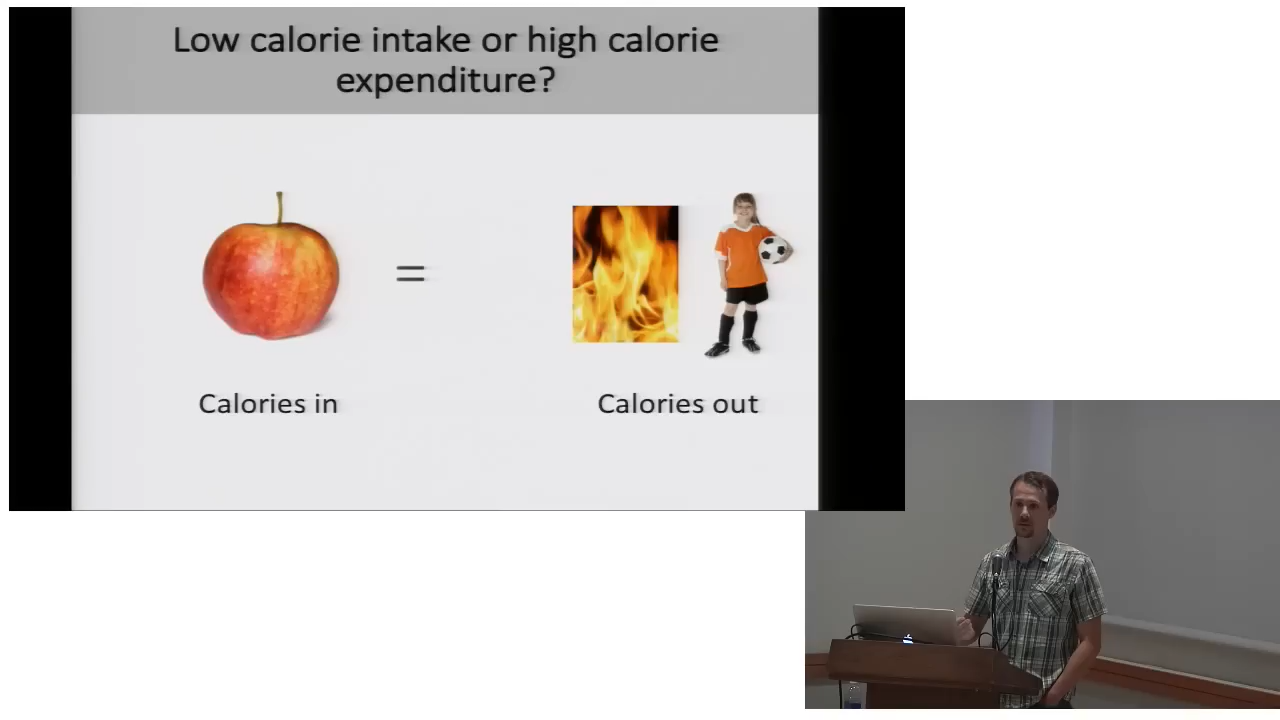 Low calorie intake or high calorie
expenditure?
=
Calories in
Calories out